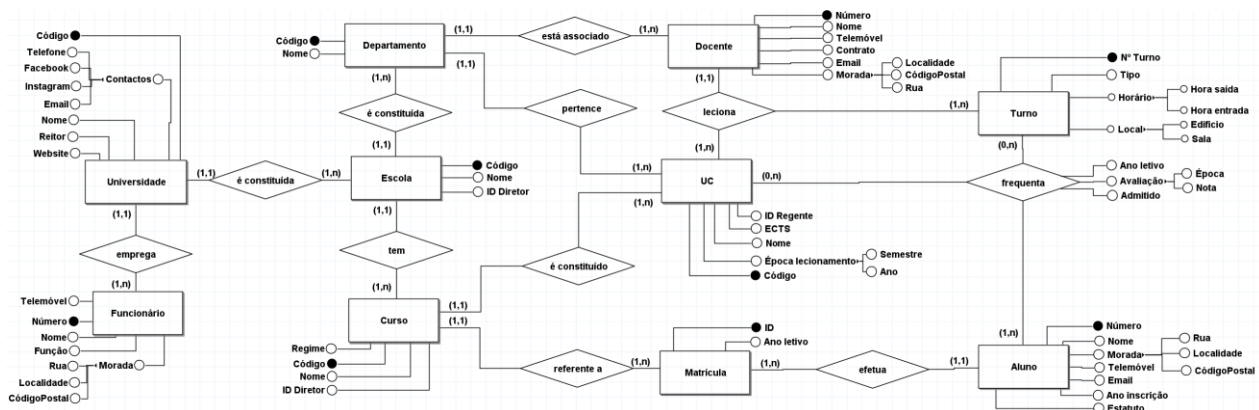 Código
Telefone
Facebook
Instagram
Email
Contactos
Nome
Reitor
Website
Universidade
(1,1)
é constituída
(1,n)
(1,1)
emprega
(1,n)
Funcionário
Telemóvel
Número
Nome
Função
Rua
Localidade
CódigoPostal
Morada
Código
Nome
Departamento
(1,1)
(1,1)
(1,n)
é constituída
(1,1)
Escola
Código
Nome
ID Diretor
(1,1)
tem
(1,n)
Curso
(1,1)
(1,1)
Regime
Código
Nome
ID Diretor
está associado
(1,n)
pertence
(1,n)
é constituído
(1,n)
referente a
(1,n)
Docente
Número
Nome
Telemóvel
Contrato
Email
Morada
Localidade
CódigoPostal
Rua
(1,1)
leciona
(1,n)
(1,n)
UC
(0,n)
ID Regente
ECTS
Nome
Época lecionamento
Semestre
Ano
Código
Matrícula
ID
Ano letivo
(1,n)
efetua
(1,1)
Turno
Nº Turno
Tipo
Horário
Hora saída
Hora entrada
Local
Edificio
Sala
(0,n)
frequenta
Ano letivo
Avaliação
Época
Nota
Admitido
(1,n)
Aluno
Número
Nome
Morada
Rua
Localidade
CódigoPostal
Telemóvel
Email
Ano inscrição
Estatuto